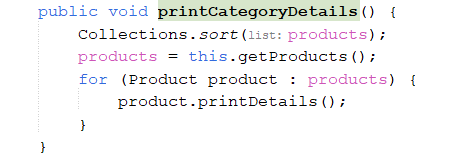 public void printCategoryDetails() {
Collections.sort(list: products);
products = this.getProducts();
for (Product product : products) {
product.printDetails();
}
}